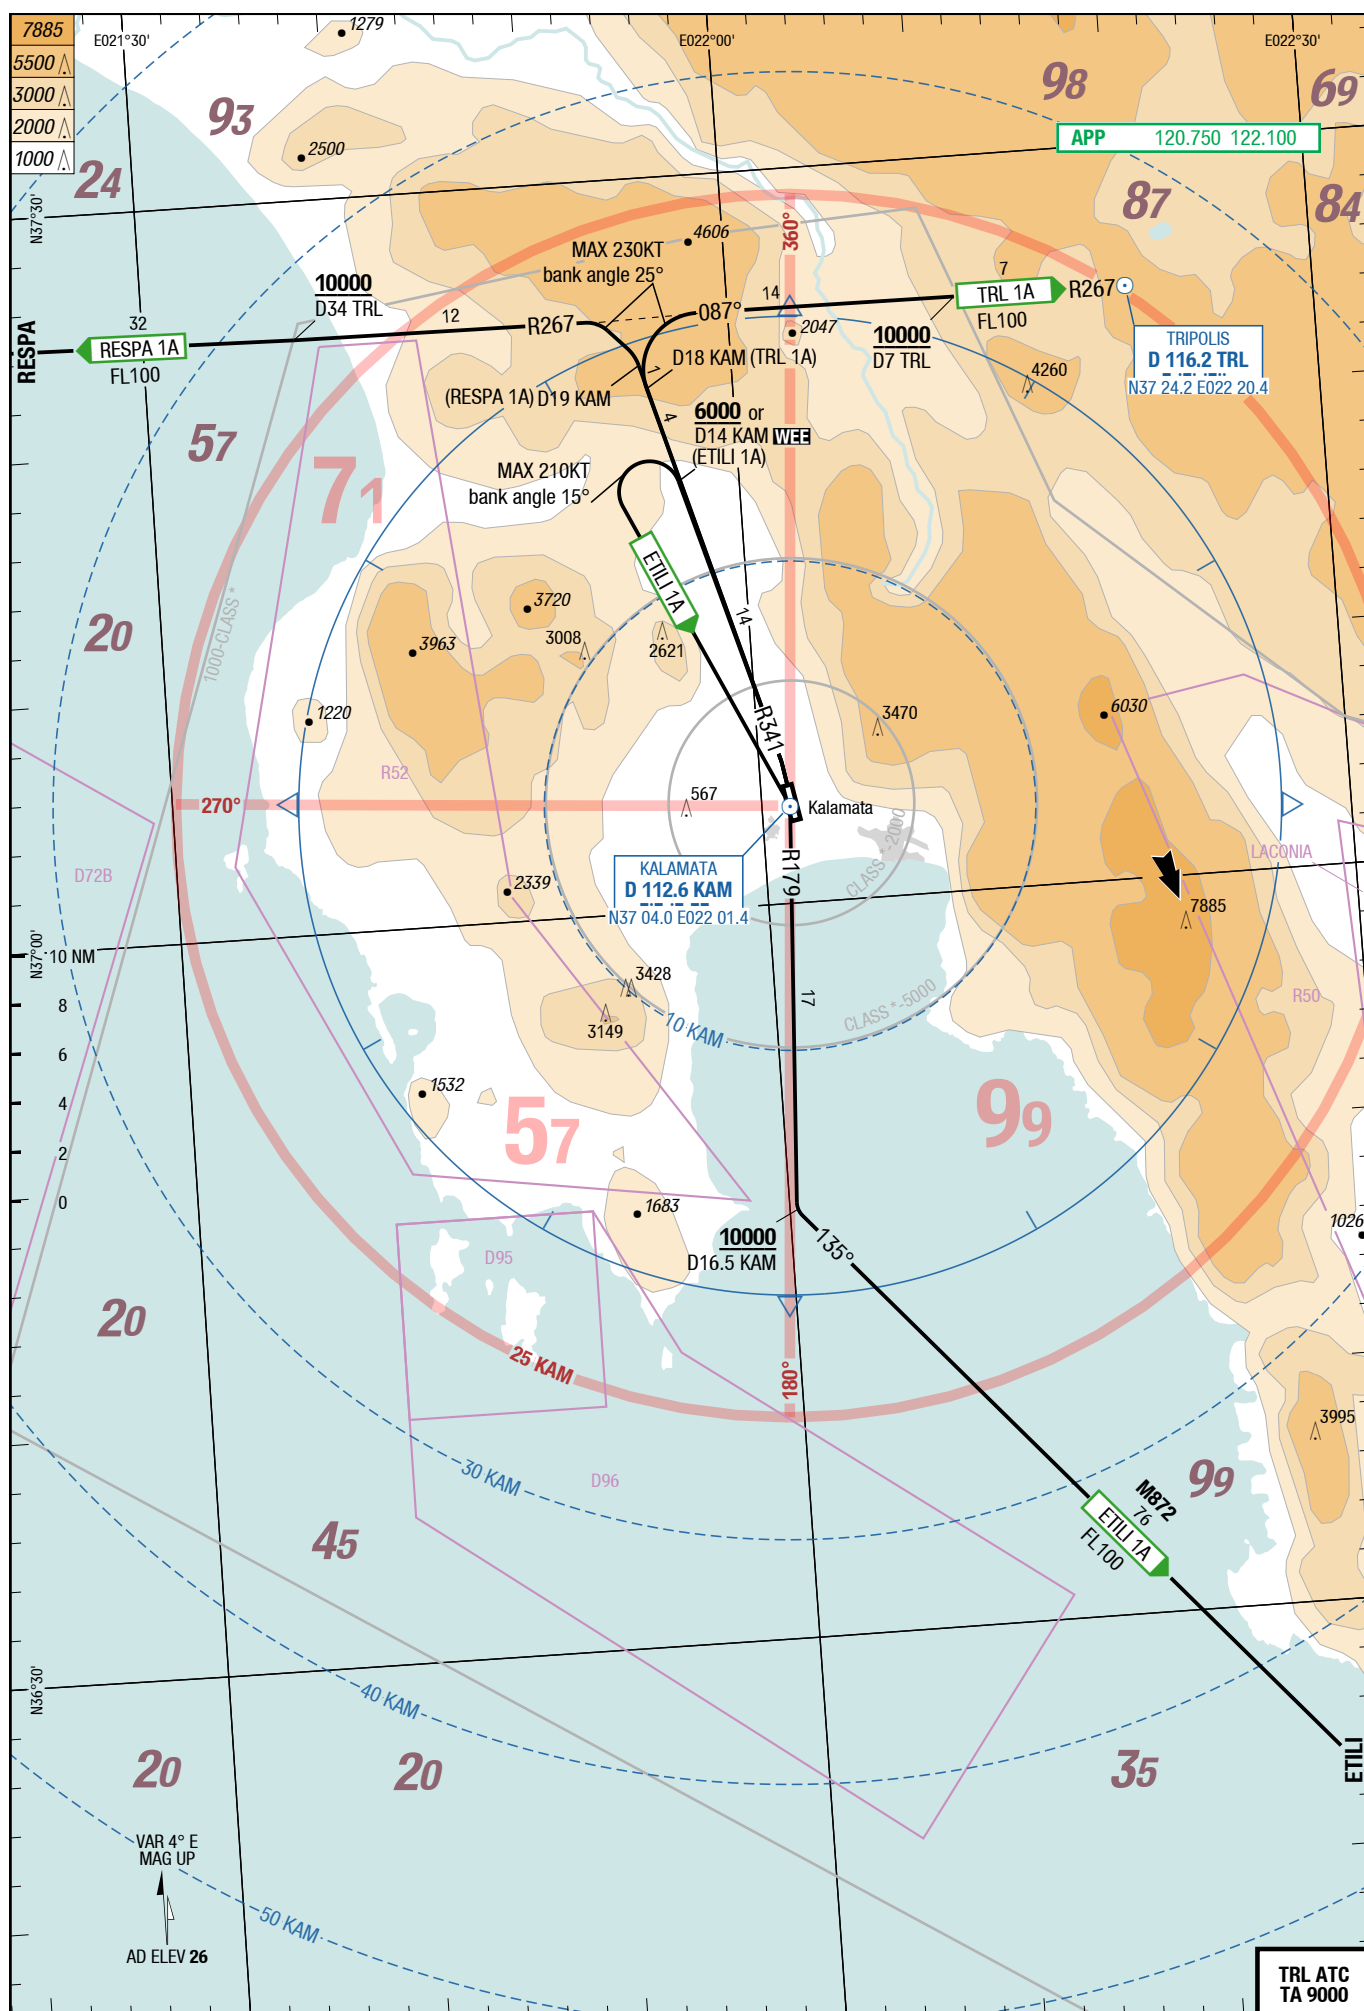 7885
5500
3000
2000
1000
E021°30'
1279
E022°00'
E022°30'
93
98
69
APP 120.750 122.100
2500
24
87
84
N37°30'
360°
4606
MAX 230KT
bank angle 25°
10000
D34 TRL
7
TRL 1A
R267
FL100
14
087°
12
R267
32
RESPA 1A
FL100
RESPA
2047
10000
D7 TRL
TRIPOLIS
D 116.2 TRL
N37 24.2 E022 20.4
D18 KAM (TRL 1A)
1
4260
(RESPA 1A) D19 KAM
4
6000 or
D14 KAM WEE
(ETILI 1A)
57
71
MAX 210KT
bank angle 15°
ETILI 1A
1000-CLASS *
20
3720
3963
3008
2621
14
1220
R341
3470
6030
R52
270°
567
Kalamata
D72B
CLASS *-2000
LACONIA
KALAMATA
D 112.6 KAM
N37 04.0 E022 01.4
R179
2339
7885
N37°00'
10 NM
8
6
4
2
0
3428
3149
10 KAM
17
CLASS *-5000
R50
1532
57
99
1683
10000
D16.5 KAM
135°
1026
D95
20
25 KAM
180°
3995
30 KAM
D96
99
M872
76
ETILI 1A
FL100
45
N36°30'
40 KAM
20
20
35
ETILI
VAR 4° E
MAG UP
AD ELEV 26
50 KAM
TRL ATC
TA 9000